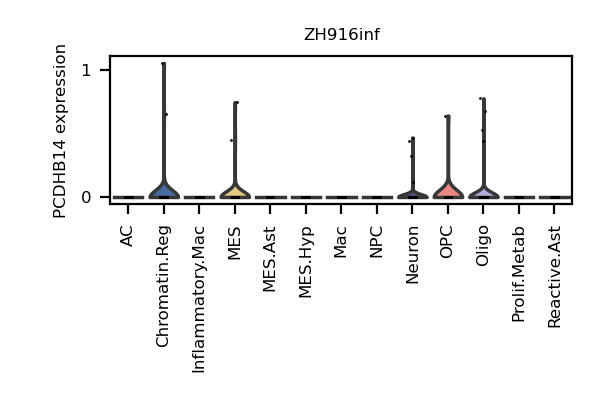 ZH916inf
PCDHB14 expression
1
0
AC
Chromatin.Reg
Inflammatory.Mac
MES
MES.Ast
MES.Hyp
Mac
NPC
Neuron
OPC
Oligo
Prolif.Metab
Reactive.Ast